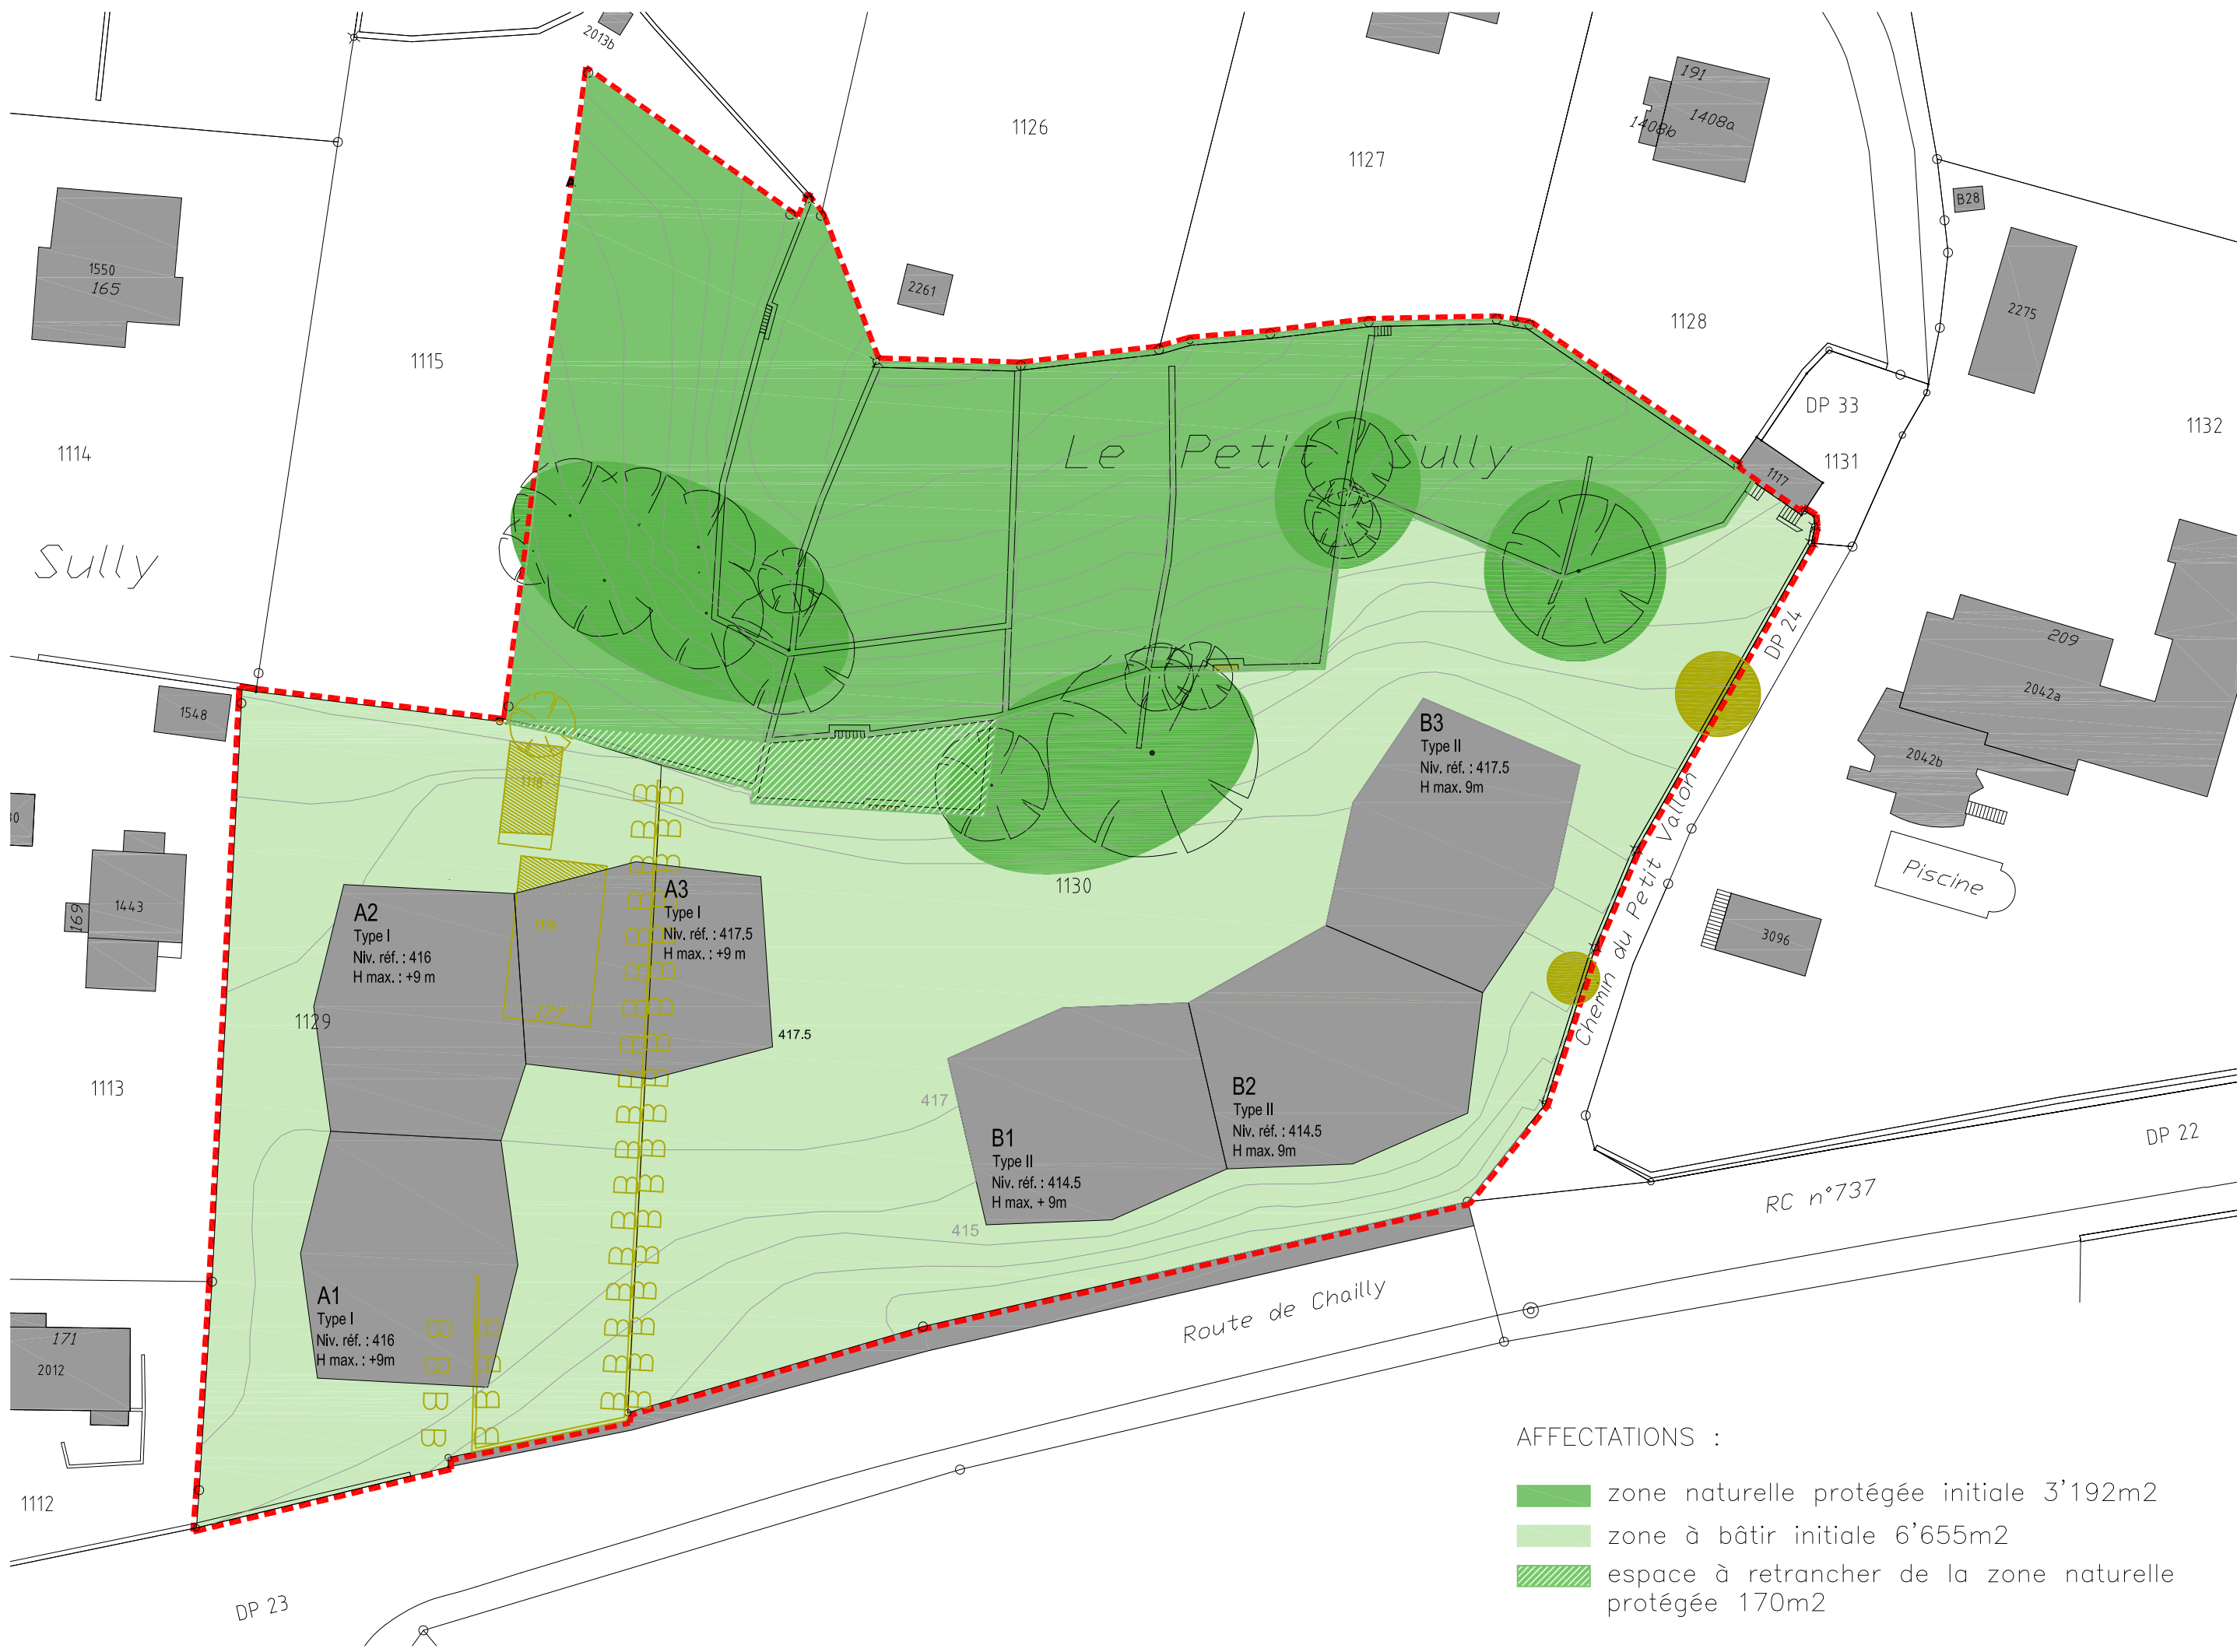 2013b
1126
1127
191
1408a
1408b
B28
1550
165
2261
2275
1115
1128
DP 33
1114
Le Petit Sully
1132
1131
1117
Sully
DP 24
209
2042a
1548
2042b
B3
Type II
Niv. réf. : 417.5
H max. 9m
1118
Piscine
1130
A3
Type I
Niv. réf. : 417.5
H max. : +9 m
A2
Type I
Niv. réf. : 416
H max. : +9 m
1443
169
1119
177
3096
Chemin du Petit Vallon
1129
417.5
1113
417
B2
Type II
Niv. réf. : 414.5
H max. 9m
B1
Type II
Niv. réf. : 414.5
H max. + 9m
DP 22
RC n°737
415
A1
Type I
Niv. réf. : 416
H max. : +9m
Route de Chailly
171
2012
1112
DP 23
AFFECTATIONS :
zone naturelle protégée initiale 3'192m2
zone à bâtir initiale 6'655m2
espace à retrancher de la zone naturelle
protégée 170m2